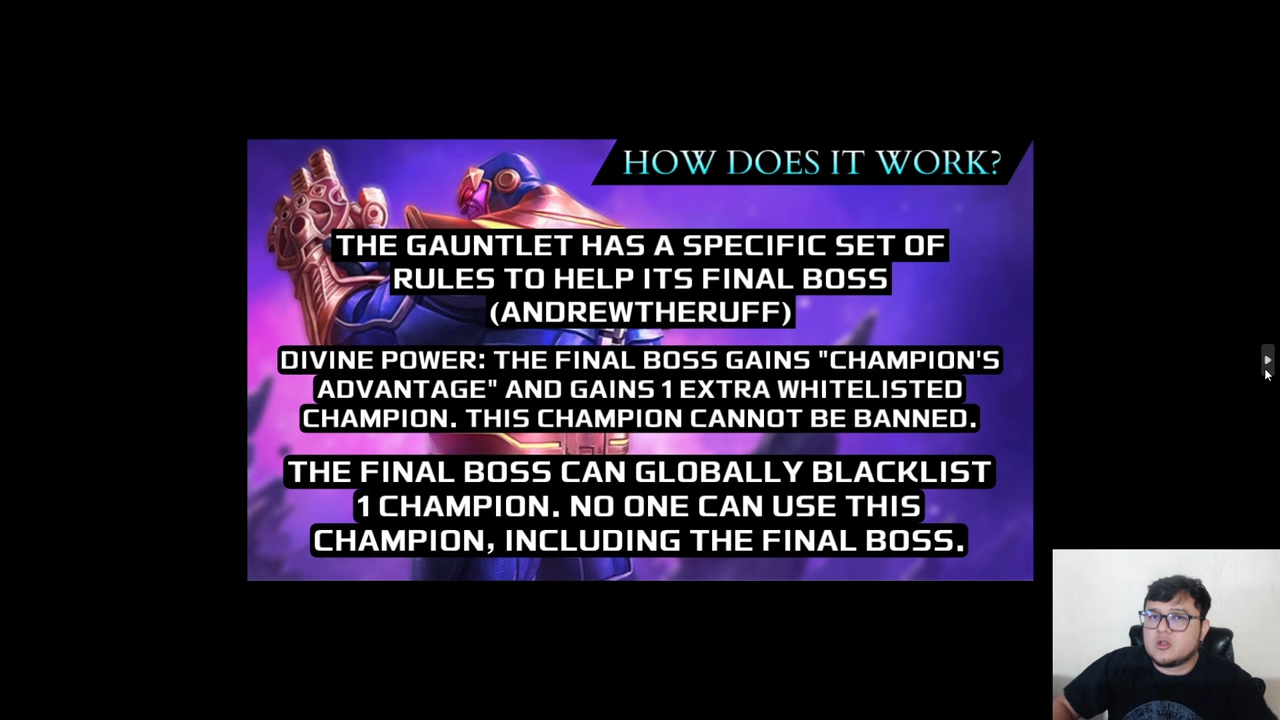 HOW DOES IT WORK?
THE GAUNTLET HAS A SPECIFIC SET OF
RULES TO HELP ITS FINAL BOSS
(ANDREWTHERUFF)
DIVINE POWER: THE FINAL BOSS GAINS "CHAMPION'S
ADVANTAGE" AND GAINS 1 EXTRA WHITELISTED
CHAMPION. THIS CHAMPION CANNOT BE BANNED.
THE FINAL BOSS CAN GLOBALLY BLACKLIST
1 CHAMPION. NO ONE CAN USE THIS
CHAMPION, INCLUDING THE FINAL BOSS.